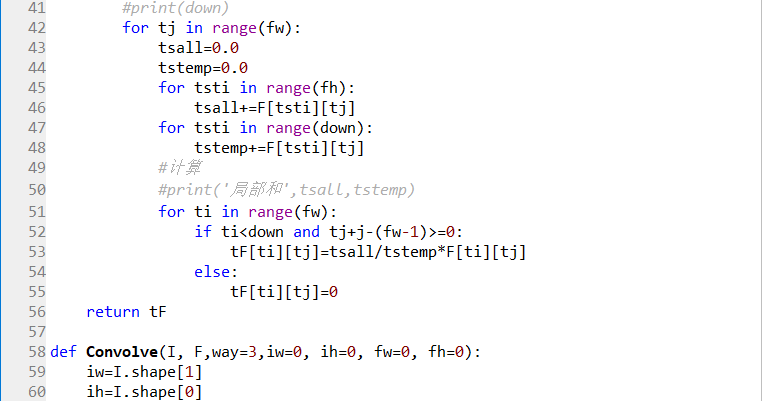 41 #print(down)
42 for tj in range(fw):
43 tsall=0.0
44 tstemp=0.0
45 for tsti in range(fh):
46 tsall+=F[tsti][tj]
47 for tsti in range(down):
48 tstemp+=F[tsti][tj]
49 #计算
50 #print('局部和',tsall,tstemp)
51 for ti in range(fw):
52 if ti<down and tj+j-(fw-1)>=0:
53 tF[ti][tj]=tsall/tstemp*F[ti][tj]
54 else:
55 tF[ti][tj]=0
56 return tF
57
58 def Convolve(I, F,way=3,iw=0, ih=0, fw=0, fh=0):
59 iw=I.shape[1]
60 ih=I.shape[0]